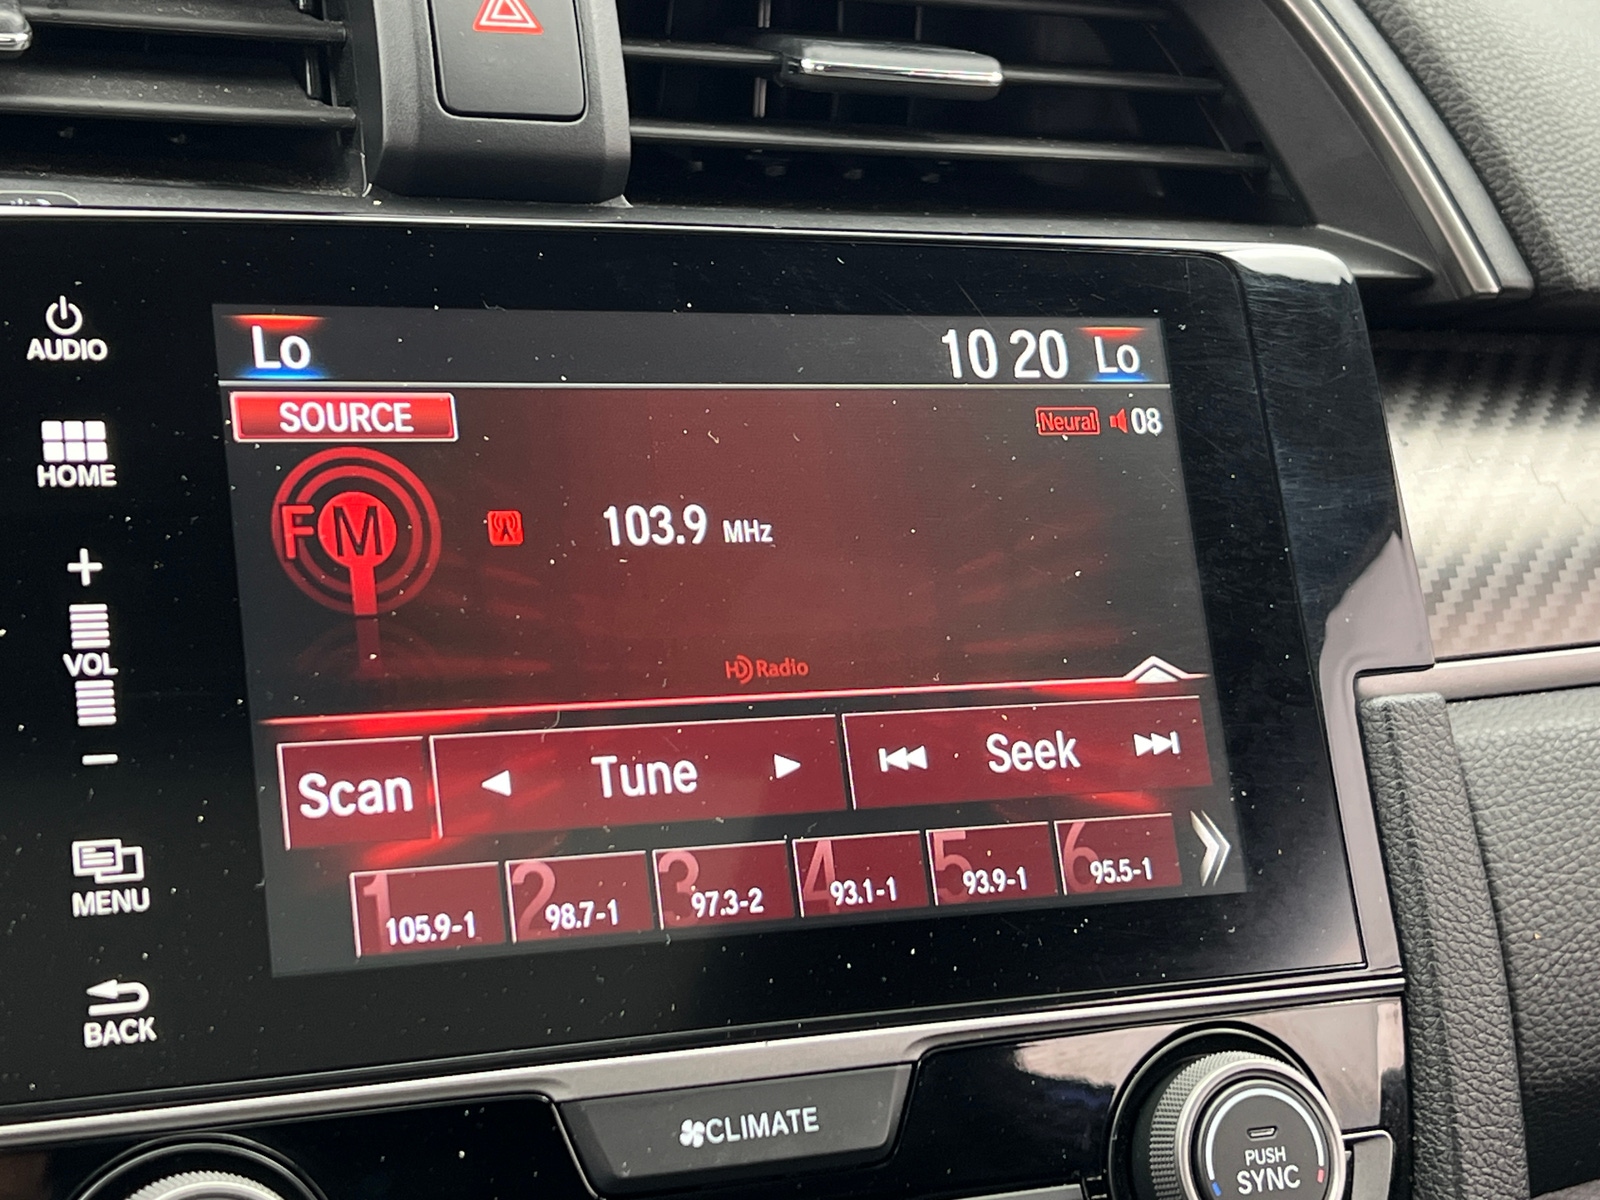 AUDIO
HOME
+
VOL
−
MENU
BACK
Lo
10 20 Lo
SOURCE
Neural 08
FM
103.9 MHz
HD Radio
Scan
Tune
Seek
1 105.9-1
2 98.7-1
3 97.3-2
4 93.1-1
5 93.9-1
6 95.5-1
CLIMATE
PUSH
SYNC